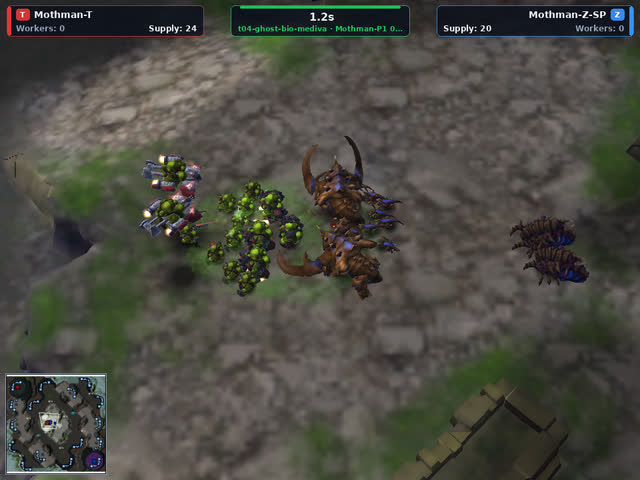 T Mothman-T
Workers: 0 Supply: 24
1.2s
t04-ghost-bio-mediva · Mothman-P1 0...
Mothman-Z-SP Z
Supply: 20 Workers: 0